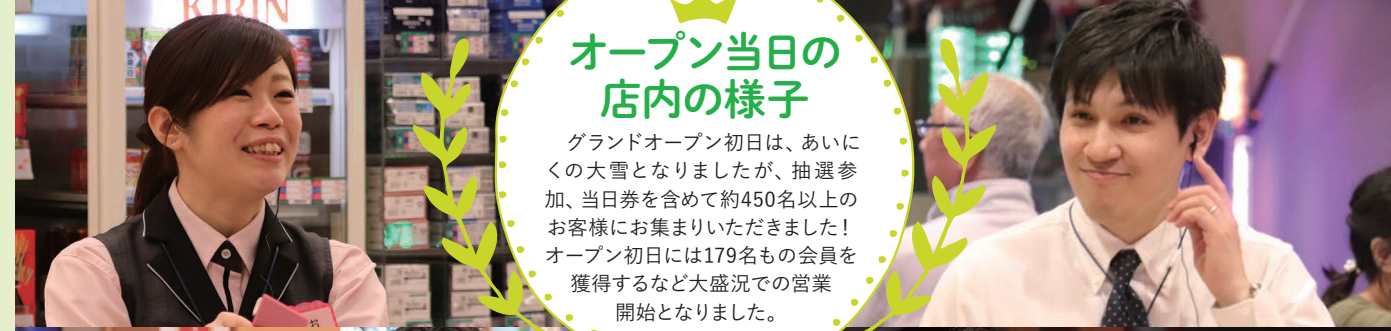 KIRIN
オープン当日の
店内の様子
グランドオープン初日は、あいに
くの大雪となりましたが、抽選参
加、当日券を含めて約450名以上の
お客様にお集まりいただきました!
オープン初日には179名もの会員を
獲得するなど大盛況での営業
開始となりました。
お